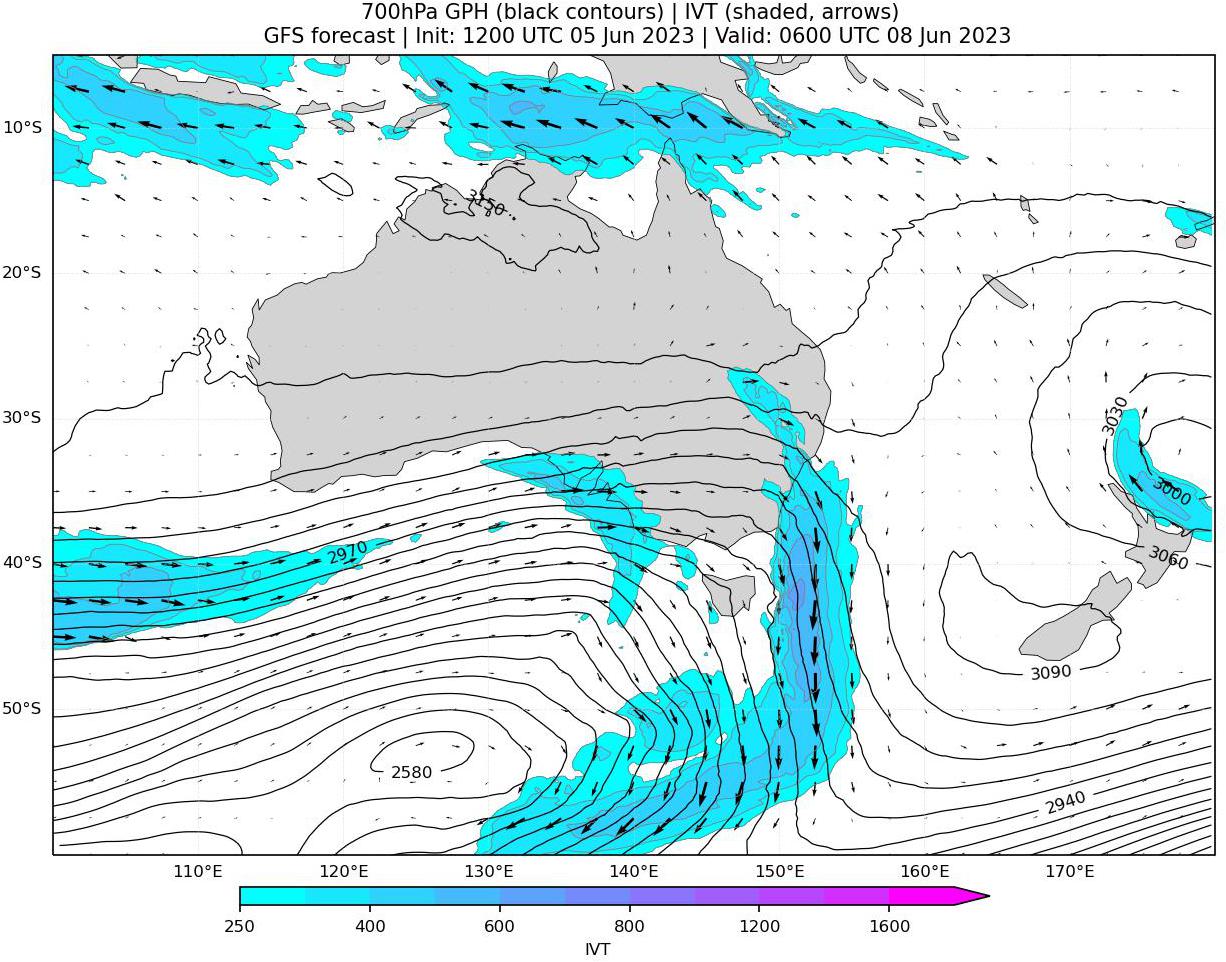 700hPa GPH (black contours) | IVT (shaded, arrows)
GFS forecast | Init: 1200 UTC 05 Jun 2023 | Valid: 0600 UTC 08 Jun 2023
10°S
3150
20°S
30°S
3030
3000
40°S
2970
3060
3090
50°S
2580
2940
110°E 120°E 130°E 140°E 150°E 160°E 170°E
250 400 600 800 1200 1600
IVT